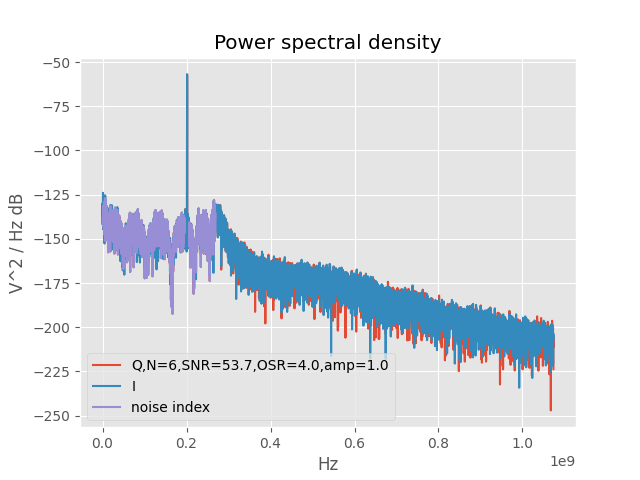 Power spectral density
V^2 / Hz dB
−50
−75
−100
−125
−150
−175
−200
−225
−250
Q,N=6,SNR=53.7,OSR=4.0,amp=1.0
I
noise index
0.0 0.2 0.4 0.6 0.8 1.0
1e9
Hz